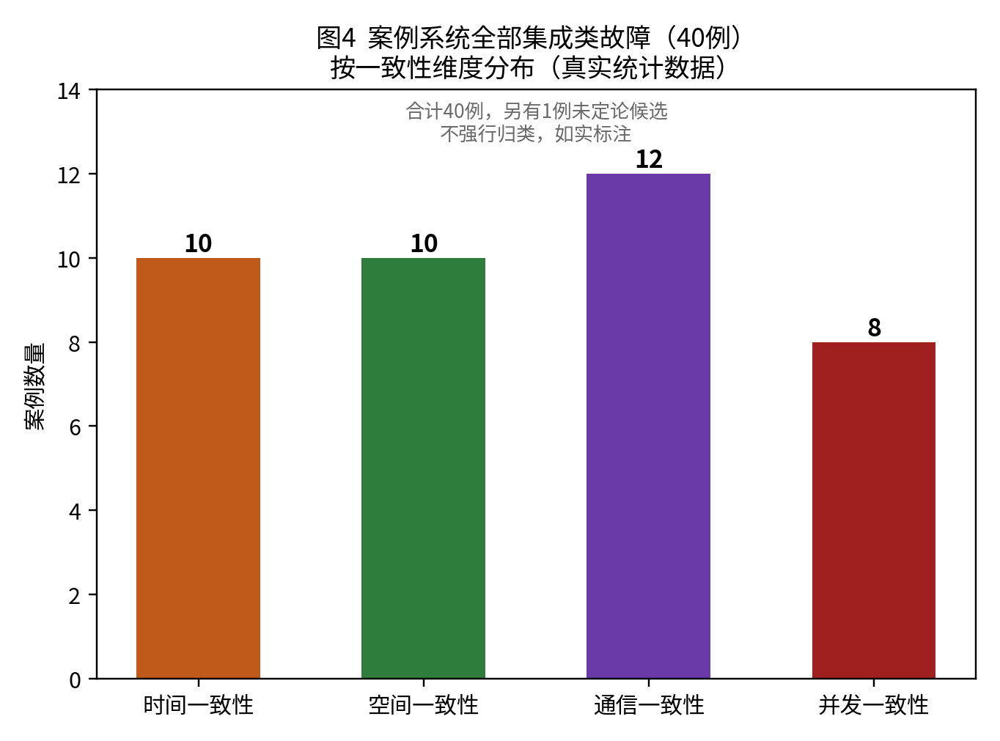 图4 案例系统全部集成类故障（40例）
按一致性维度分布（真实统计数据）
合计40例，另有1例未定论候选
不强行归类，如实标注
案例数量
14
12
10
8
6
4
2
0
10
10
12
8
时间一致性
空间一致性
通信一致性
并发一致性